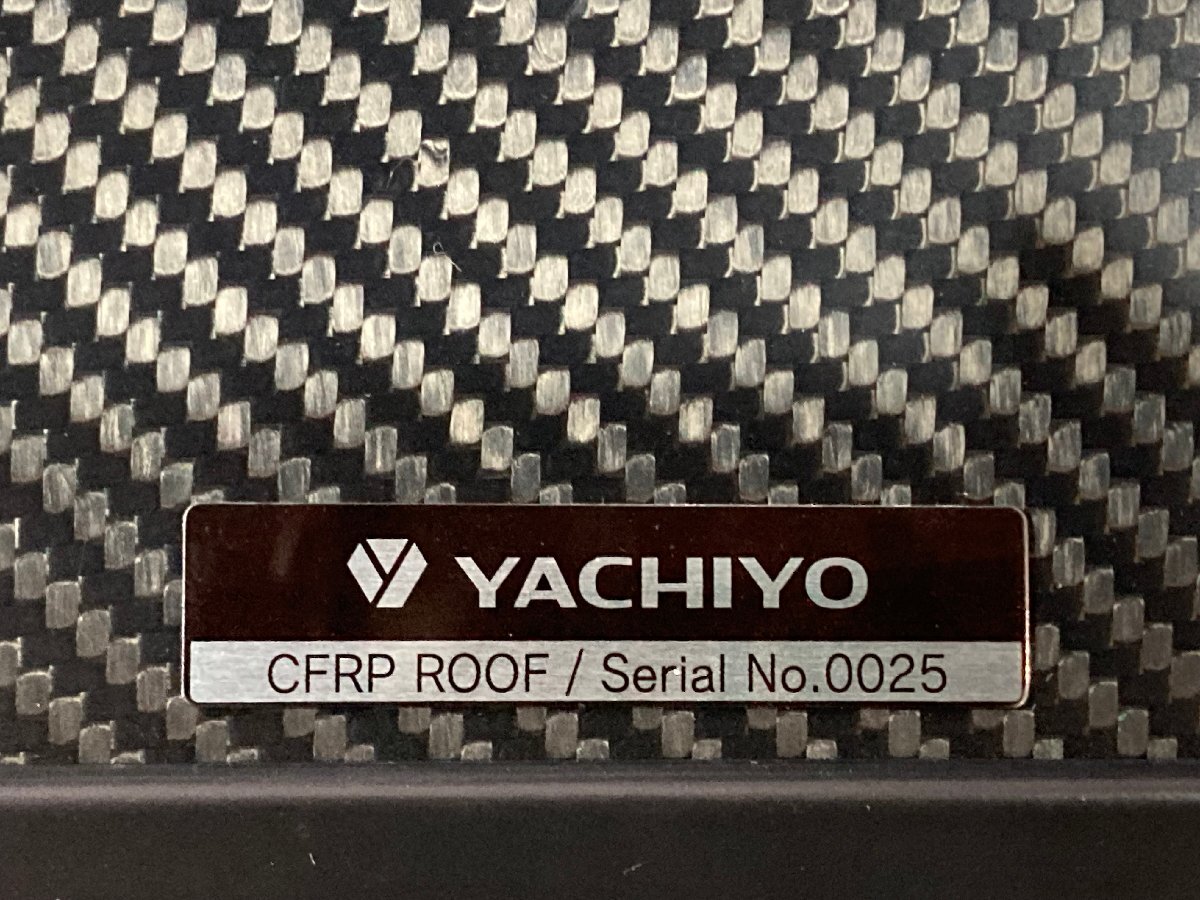 YACHIYO
CFRP ROOF / Serial No.0025